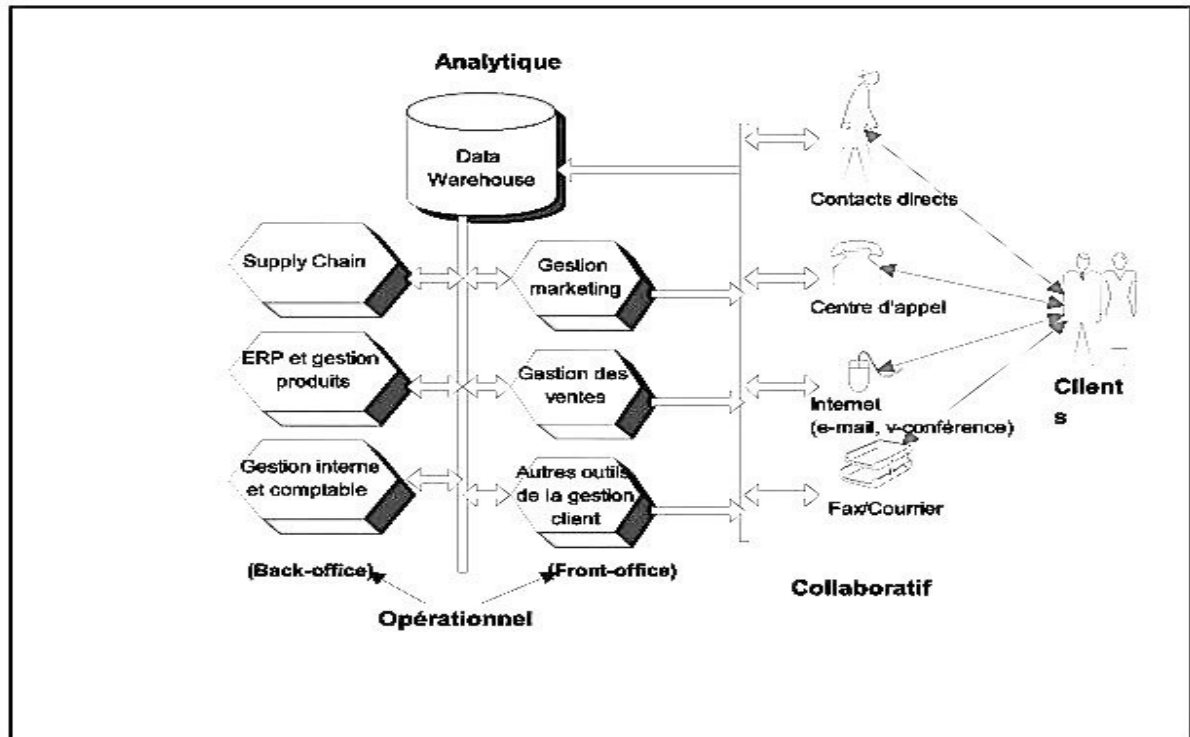 Analytique
Data
Warehouse
Contacts directs
Supply Chain
Gestion
marketing
Centre d'appel
ERP et gestion
produits
Gestion des
ventes
Internet
(e-mail, v-conférence)
Client
s
Gestion interne
et comptable
Autres outils
de la gestion
client
Fax/Courrier
(Back-office)
(Front-office)
Collaboratif
Opérationnel